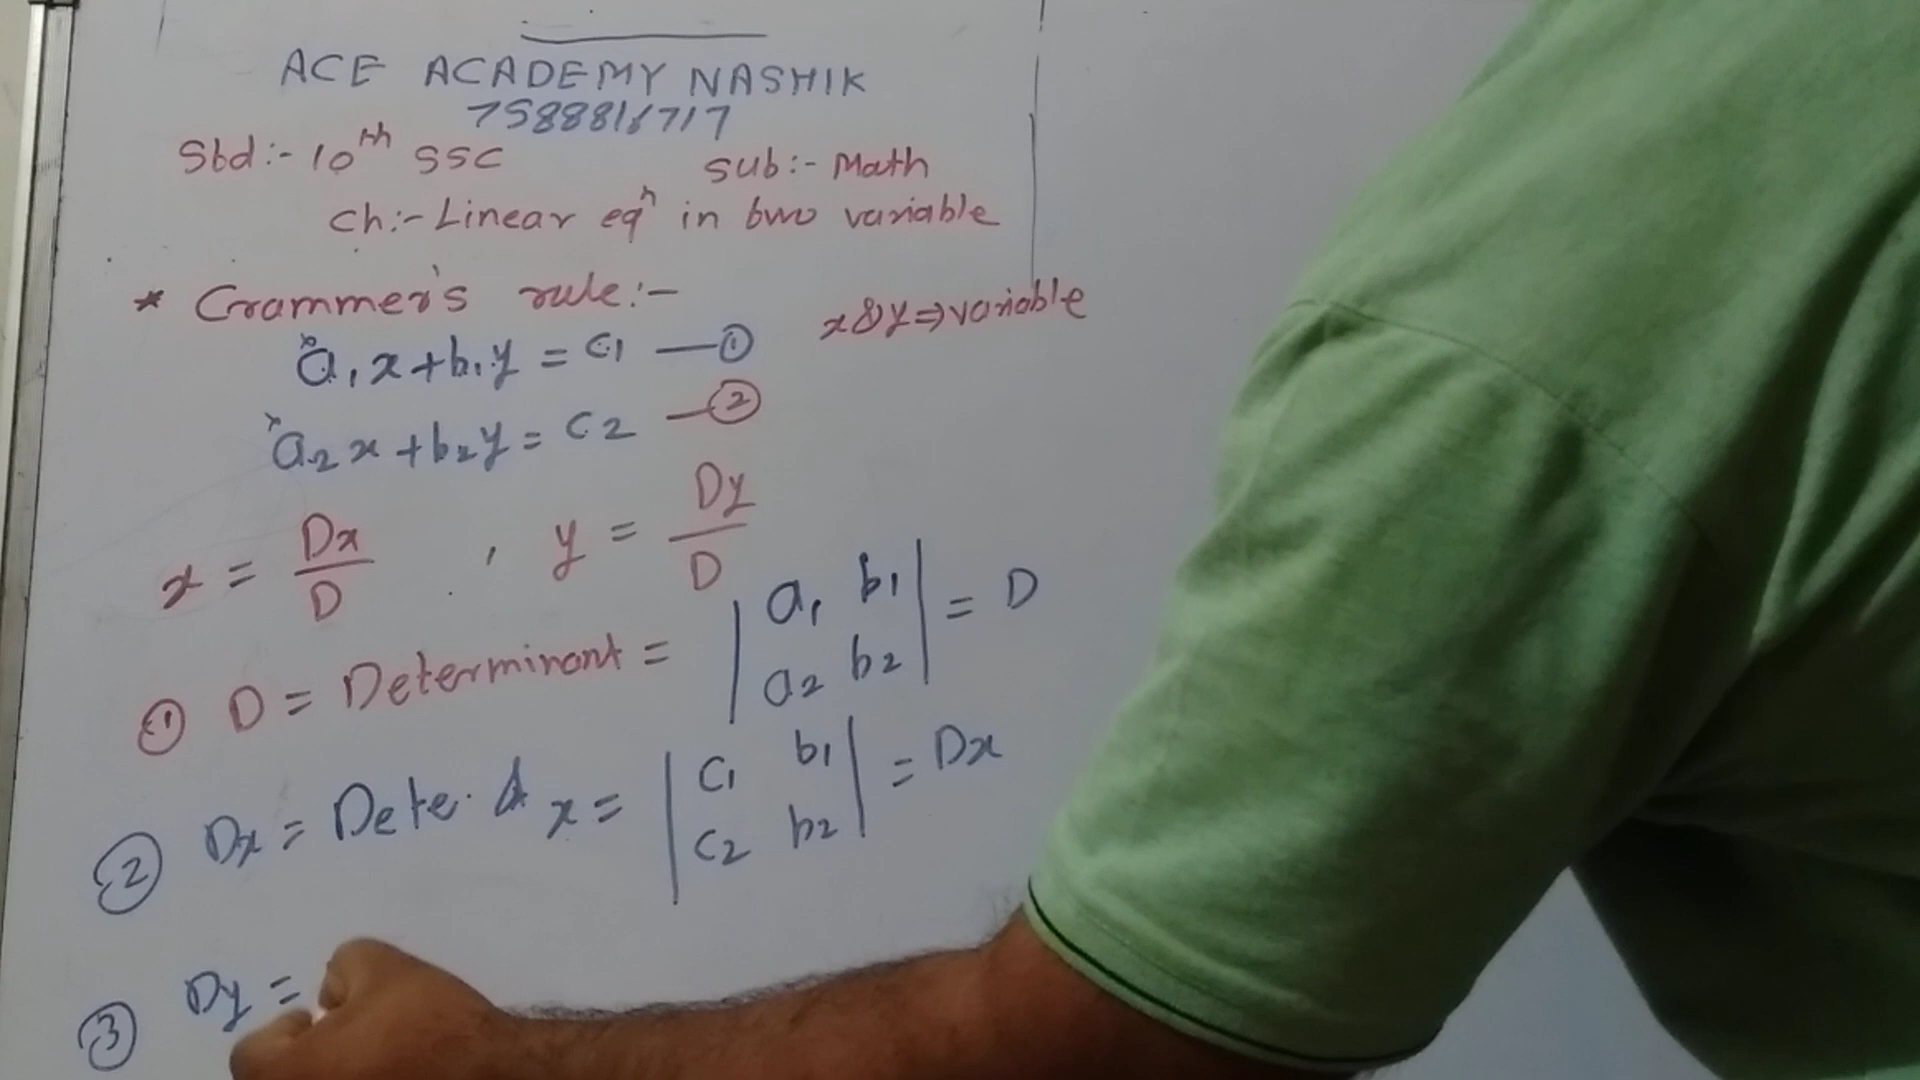 ACE ACADEMY NASHIK
7588816717
Std:- 10th SSC Sub:- Math
Ch:- Linear eqn in two variable
* Crammer's rule:-
x & y ⇒ variable
a1x + b1y = c1 — ①
a2x + b2y = c2 — ②
x = Dx/D , y = Dy/D
① D = Determinant = | a1 b1 | = D
| a2 b2 |
② Dx = Dete. x = | c1 b1 | = Dx
| c2 b2 |
③ Dy =